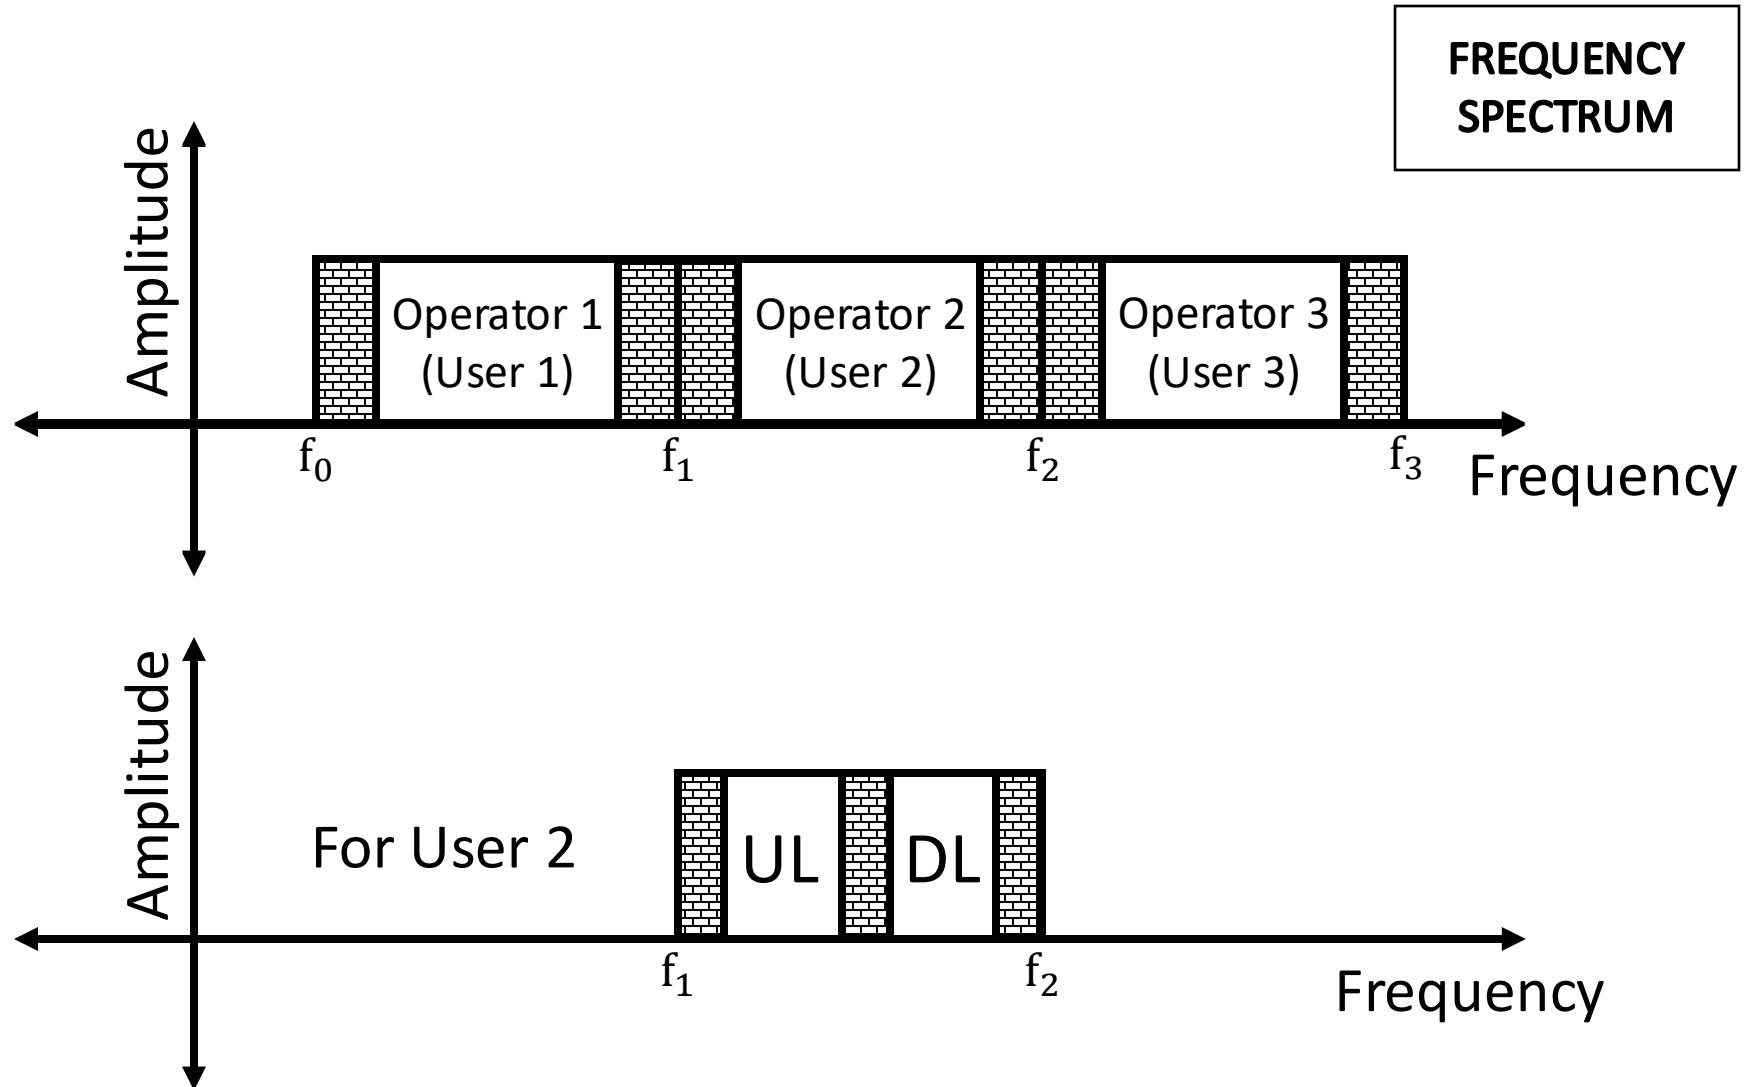 FREQUENCY
SPECTRUM
Amplitude
Operator 1
(User 1)
Operator 2
(User 2)
Operator 3
(User 3)
f₀
f₁
f₂
f₃
Frequency
Amplitude
For User 2
UL
DL
f₁
f₂
Frequency